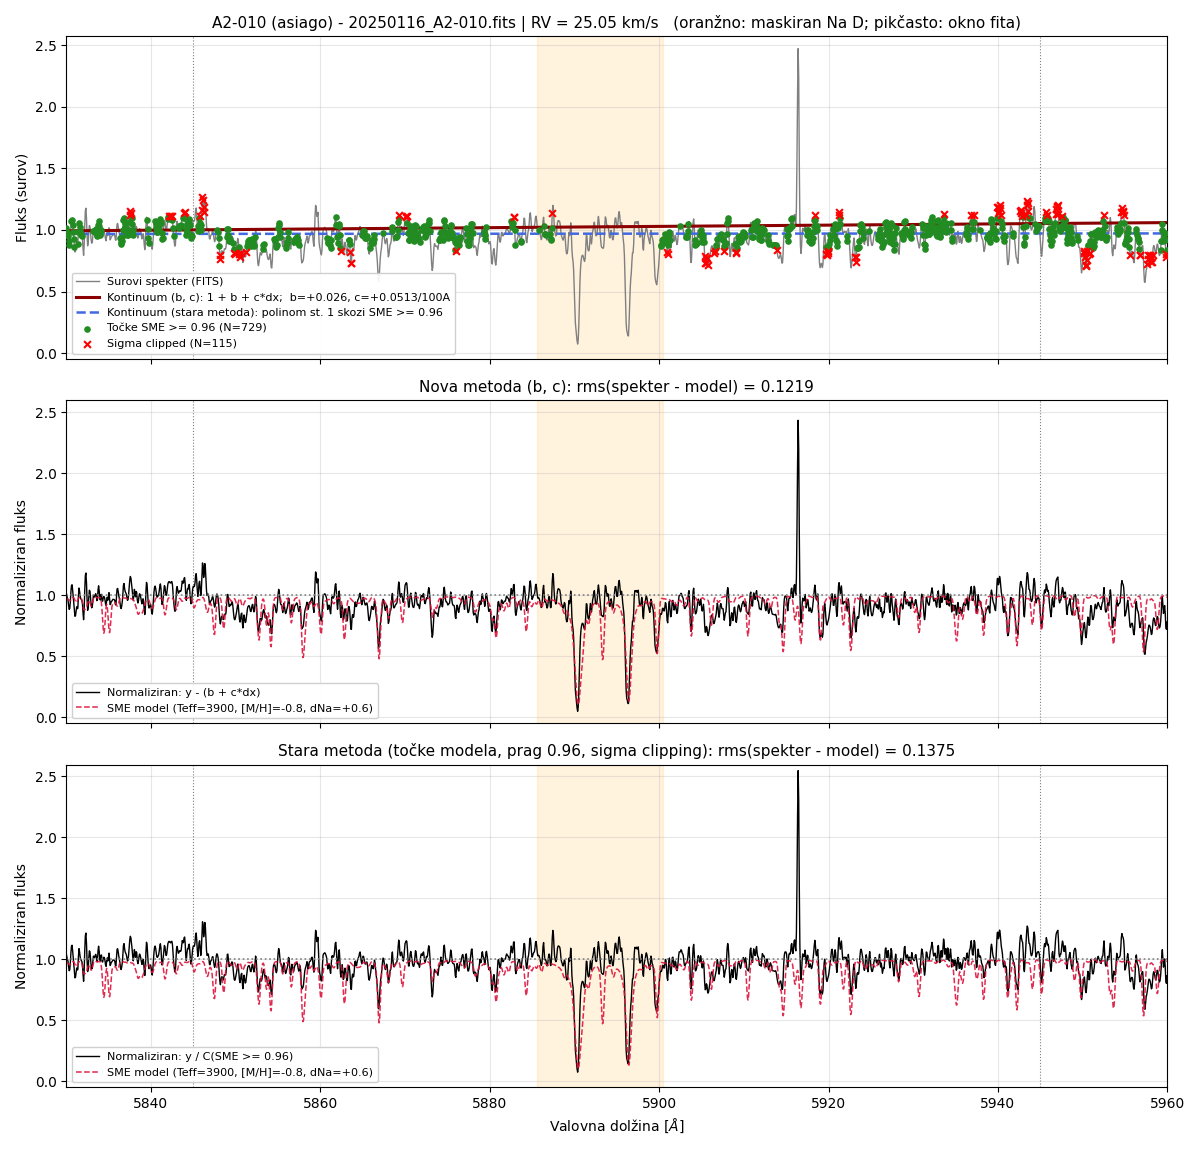 A2-010 (asiago) - 20250116_A2-010.fits | RV = 25.05 km/s   (oranžno: maskiran Na D; pikčasto: okno fita)
2.5
2.0
1.5
1.0
0.5
0.0
Fluks (surov)
Surovi spekter (FITS)
Kontinuum (b, c): 1 + b + c*dx;  b=+0.026, c=+0.0513/100A
Kontinuum (stara metoda): polinom st. 1 skozi SME >= 0.96
Točke SME >= 0.96 (N=729)
Sigma clipped (N=115)
Nova metoda (b, c): rms(spekter - model) = 0.1219
2.5
2.0
1.5
1.0
0.5
0.0
Normaliziran fluks
Normaliziran: y - (b + c*dx)
SME model (Teff=3900, [M/H]=-0.8, dNa=+0.6)
Stara metoda (točke modela, prag 0.96, sigma clipping): rms(spekter - model) = 0.1375
2.5
2.0
1.5
1.0
0.5
0.0
Normaliziran fluks
Normaliziran: y / C(SME >= 0.96)
SME model (Teff=3900, [M/H]=-0.8, dNa=+0.6)
5840 5860 5880 5900 5920 5940 5960
Valovna dolžina [Å]